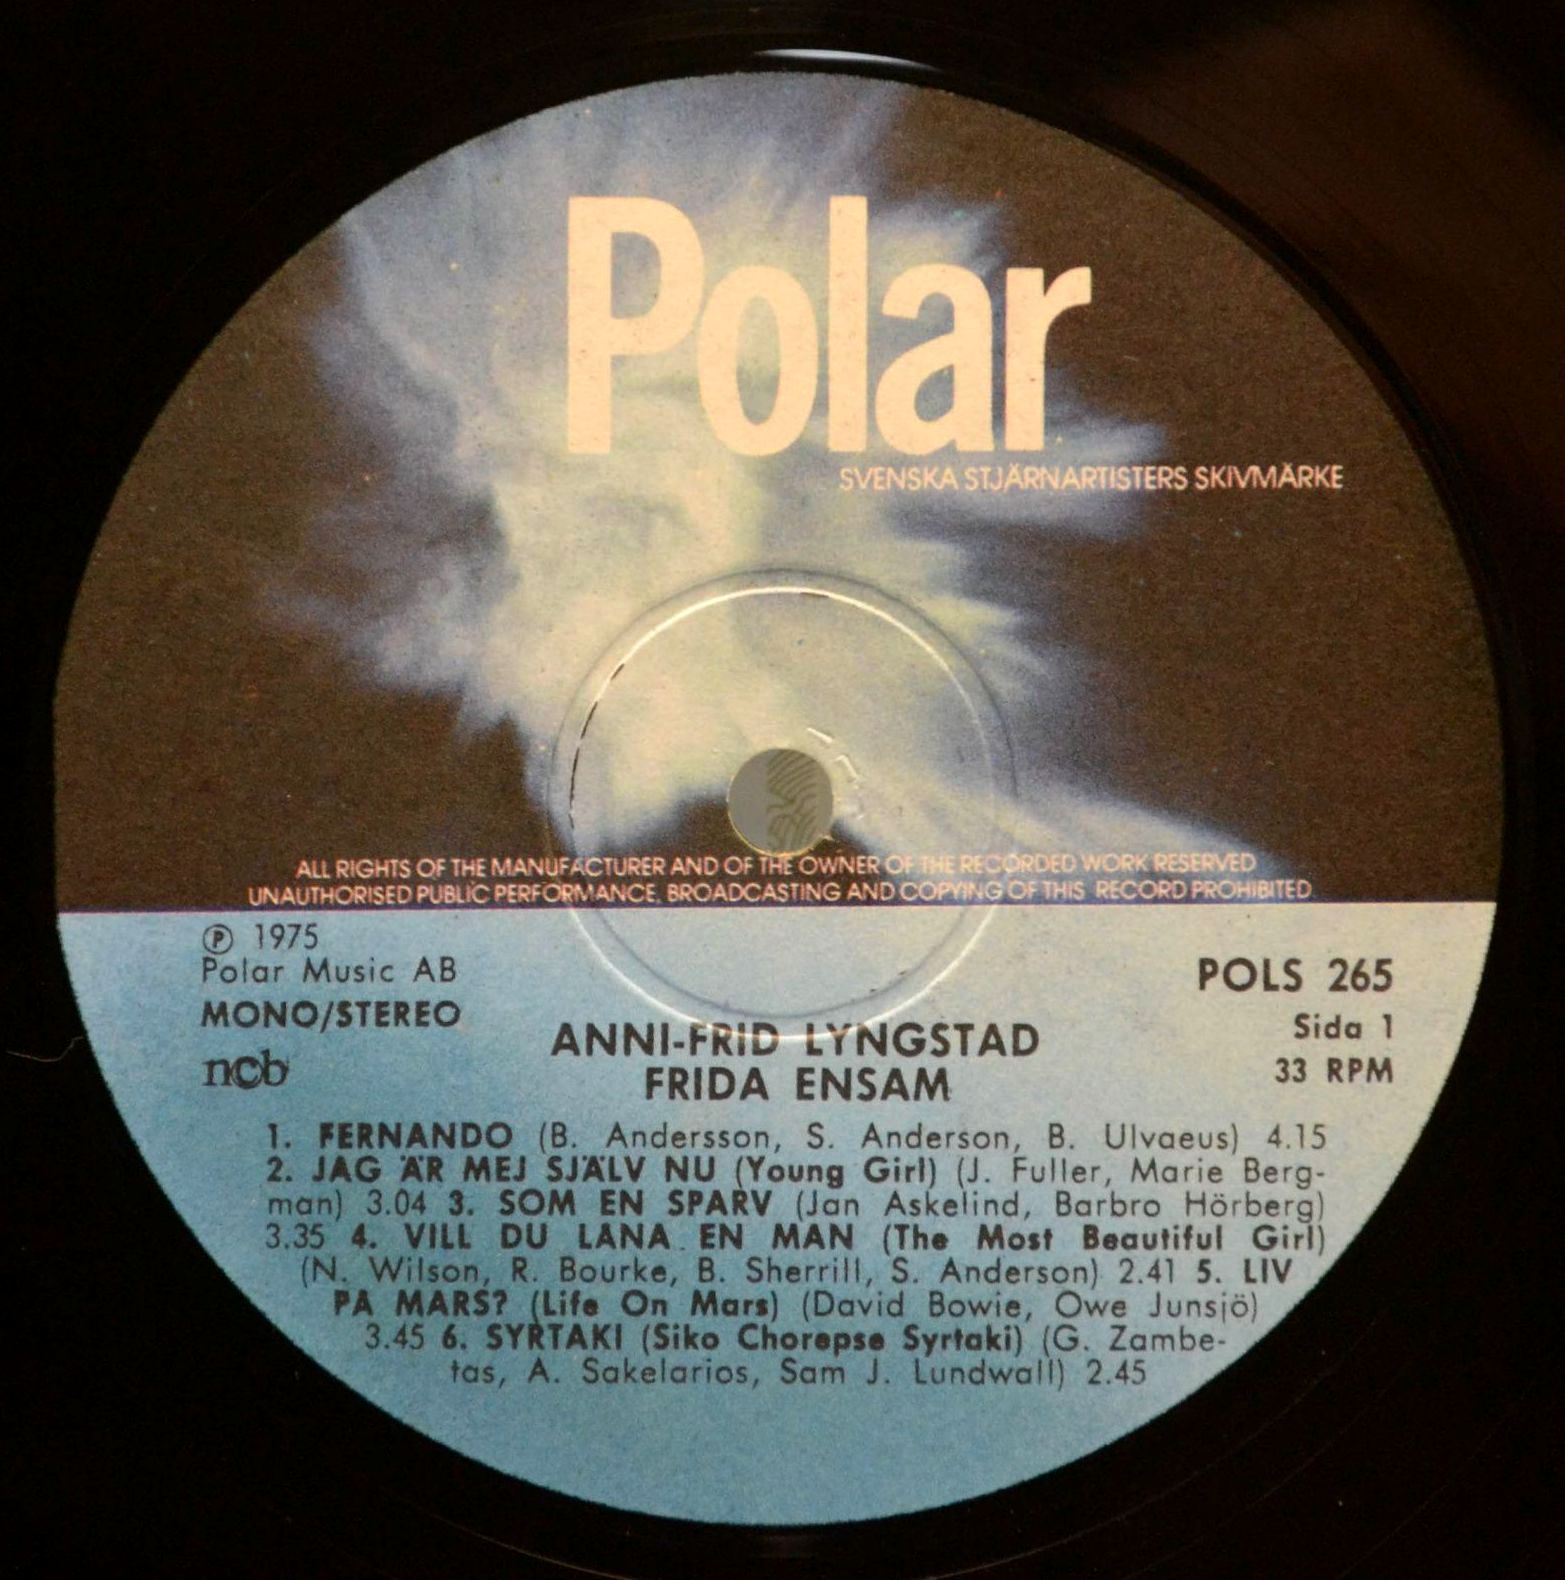 Polar
SVENSKA STJÄRNARTISTERS SKIVMÄRKE
ALL RIGHTS OF THE MANUFACTURER AND OF THE OWNER OF THE RECORDED WORK RESERVED
UNAUTHORISED PUBLIC PERFORMANCE, BROADCASTING AND COPYING OF THIS RECORD PROHIBITED
℗ 1975
Polar Music AB
MONO/STEREO
ncb
POLS 265
Sida 1
33 RPM
ANNI-FRID LYNGSTAD
FRIDA ENSAM
1. FERNANDO (B. Andersson, S. Anderson, B. Ulvaeus) 4.15
2. JAG ÄR MEJ SJÄLV NU (Young Girl) (J. Fuller, Marie Berg-
man) 3.04 3. SOM EN SPARV (Jan Askelind, Barbro Hörberg)
3.35 4. VILL DU LÅNA EN MAN (The Most Beautiful Girl)
(N. Wilson, R. Bourke, B. Sherrill, S. Anderson) 2.41 5. LIV
PÅ MARS? (Life On Mars) (David Bowie, Owe Junsjö)
3.45 6. SYRTAKI (Siko Chorepse Syrtaki) (G. Zambe-
tas, A. Sakelarios, Sam J. Lundwall) 2.45